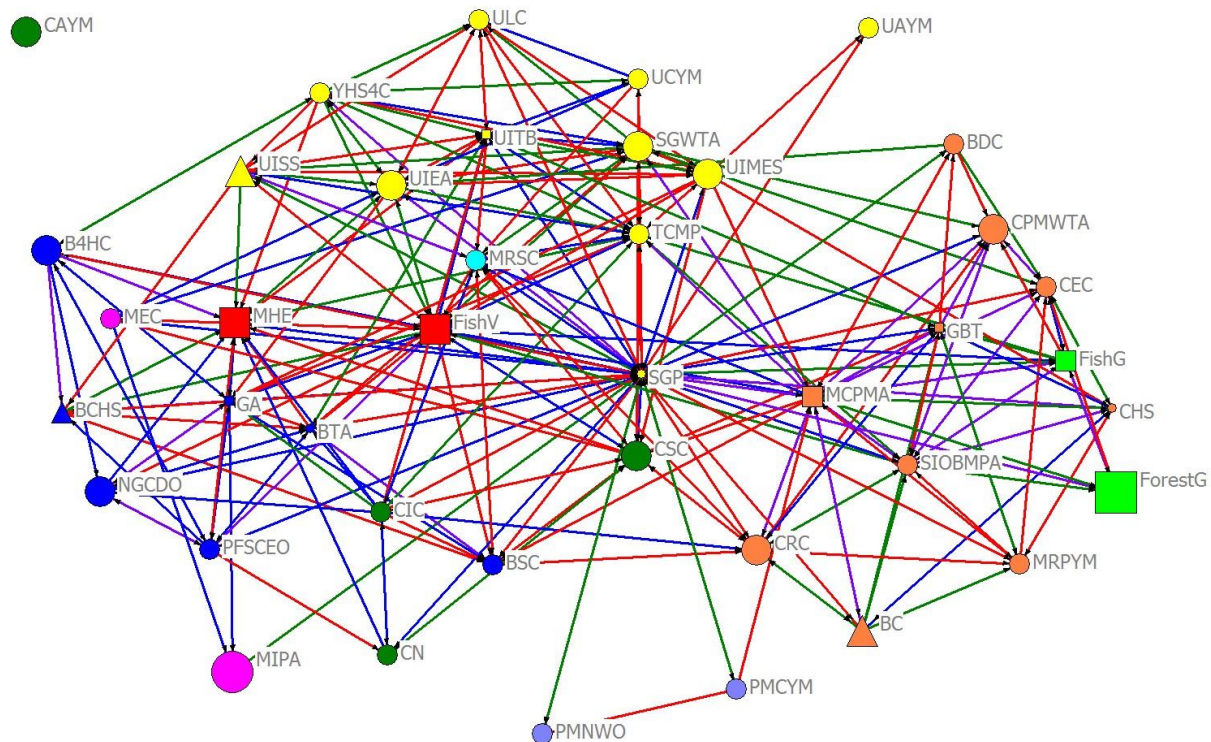 CAYM
ULC
UAYM
UCYM
YHS4C
UITB
SGWTA
BDC
UISS
UIEA
UIMES
CPMWTA
TCMP
B4HC
MRSC
CEC
MEC
MHE
FishV
GBT
FishG
SGP
MCPMA
CHS
BCHS
GA
BTA
CSC
SIOBMPA
ForestG
NGCDO
CIC
PFSCEO
BSC
CRC
MRPYM
BC
CN
MIPA
PMCYM
PMNWO